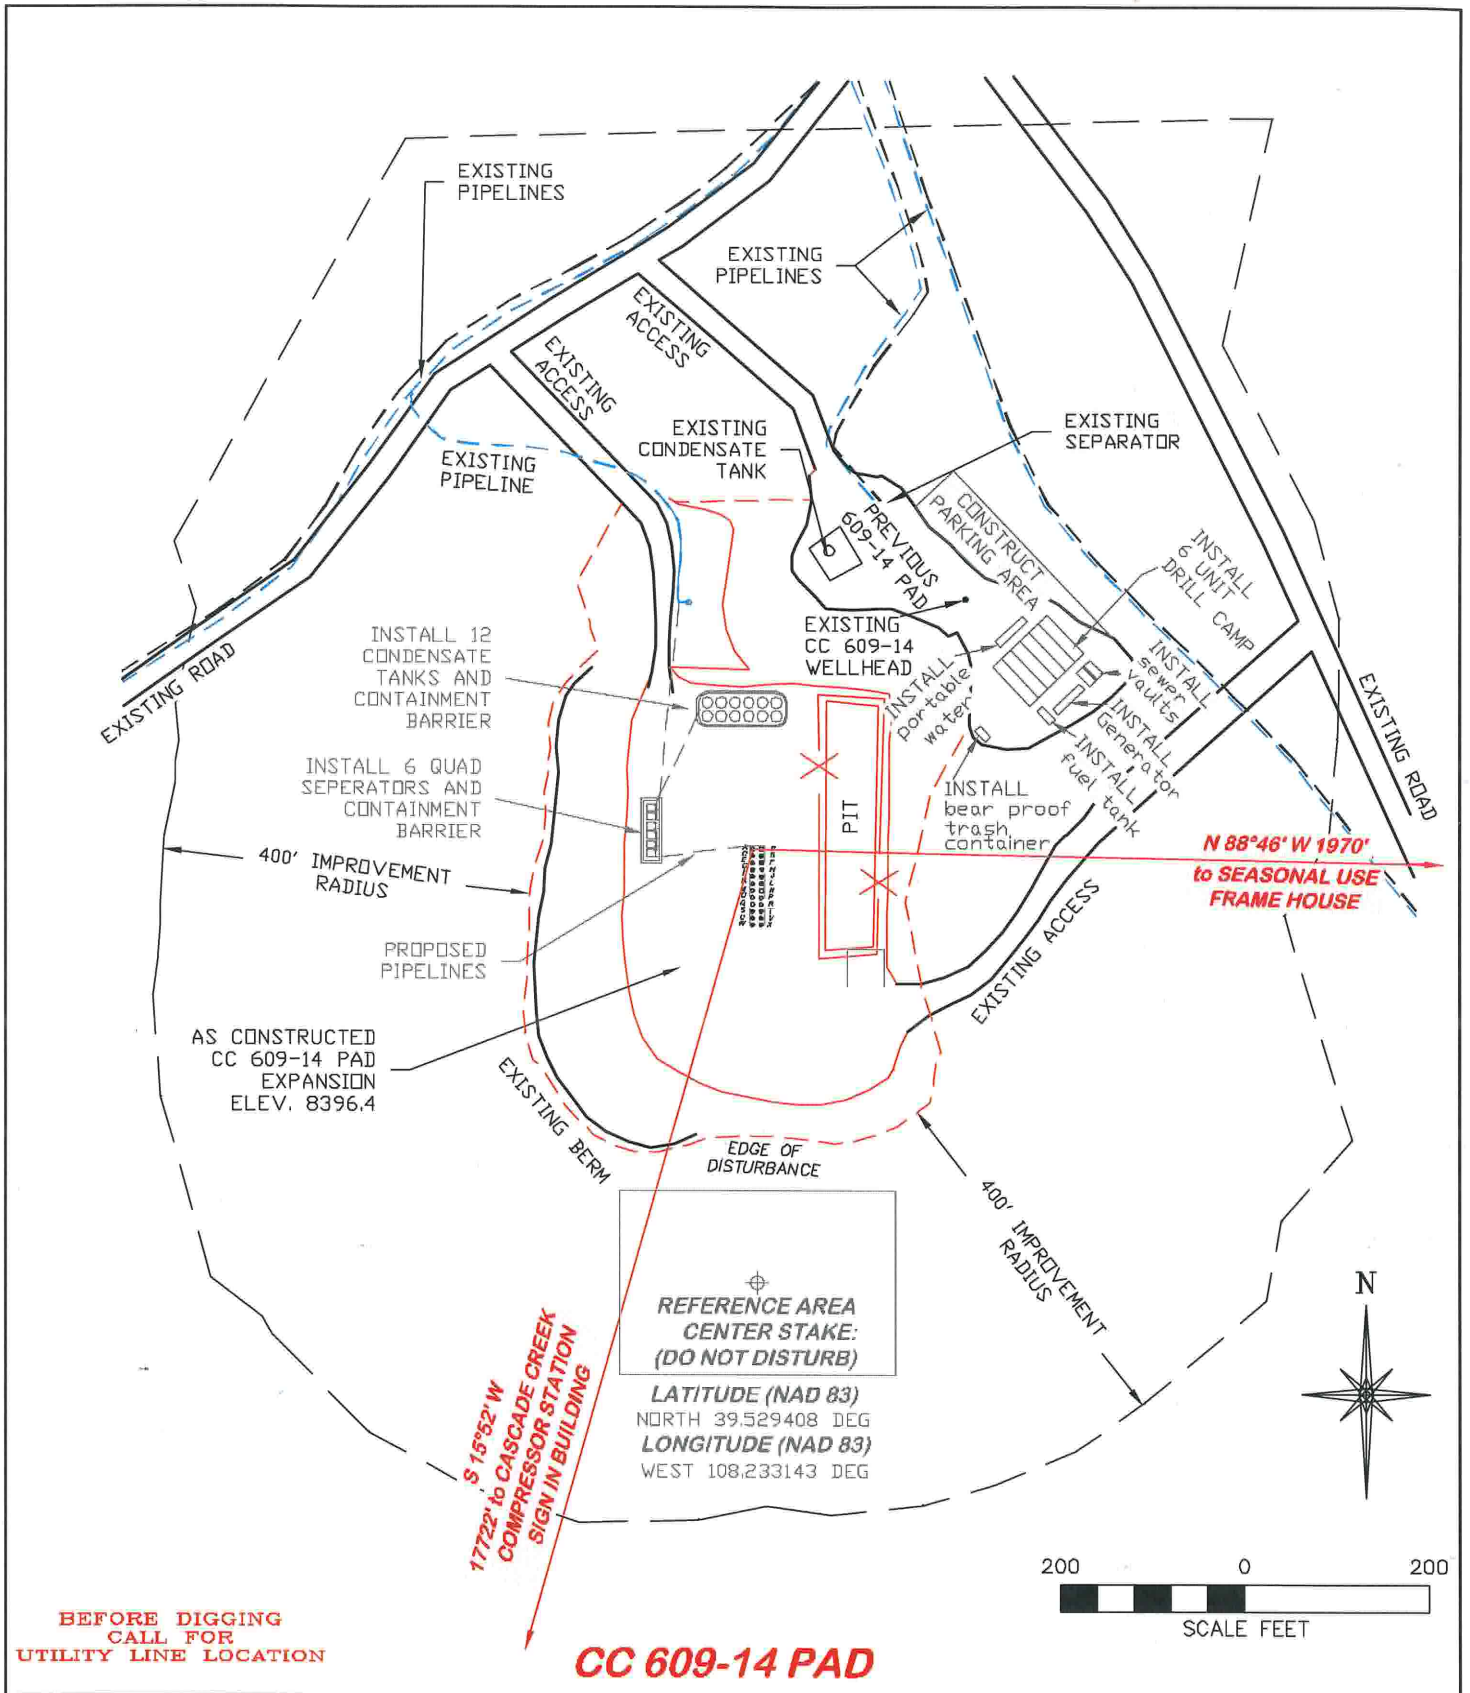 EXISTING
PIPELINES
EXISTING
PIPELINES
EXISTING
ACCESS
EXISTING
ACCESS
EXISTING
CONDENSATE
TANK
EXISTING
SEPARATOR
EXISTING
PIPELINE
PREVIOUS
609-14 PAD
CONSTRUCT
PARKING AREA
INSTALL
6 UNIT
DRILL CAMP
EXISTING
CC 609-14
WELLHEAD
INSTALL
portable
water
INSTALL
sewer
vaults
INSTALL
Generator
INSTALL
fuel tank
INSTALL
bear proof
trash
container
EXISTING ROAD
EXISTING ROAD
INSTALL 12
CONDENSATE
TANKS AND
CONTAINMENT
BARRIER
INSTALL 6 QUAD
SEPERATORS AND
CONTAINMENT
BARRIER
PIT
400' IMPROVEMENT
RADIUS
N 88°46' W 1970'
to SEASONAL USE
FRAME HOUSE
PROPOSED
PIPELINES
EXISTING ACCESS
AS CONSTRUCTED
CC 609-14 PAD
EXPANSION
ELEV. 8396.4
EXISTING BERM
EDGE OF
DISTURBANCE
400' IMPROVEMENT
RADIUS
REFERENCE AREA
CENTER STAKE:
(DO NOT DISTURB)
LATITUDE (NAD 83)
NORTH 39.529408 DEG
LONGITUDE (NAD 83)
WEST 108.233143 DEG
S 15°52' W
17722' to CASCADE CREEK
COMPRESSOR STATION
SIGN IN BUILDING
N
200 0 200
SCALE FEET
BEFORE DIGGING
CALL FOR
UTILITY LINE LOCATION
CC 609-14 PAD